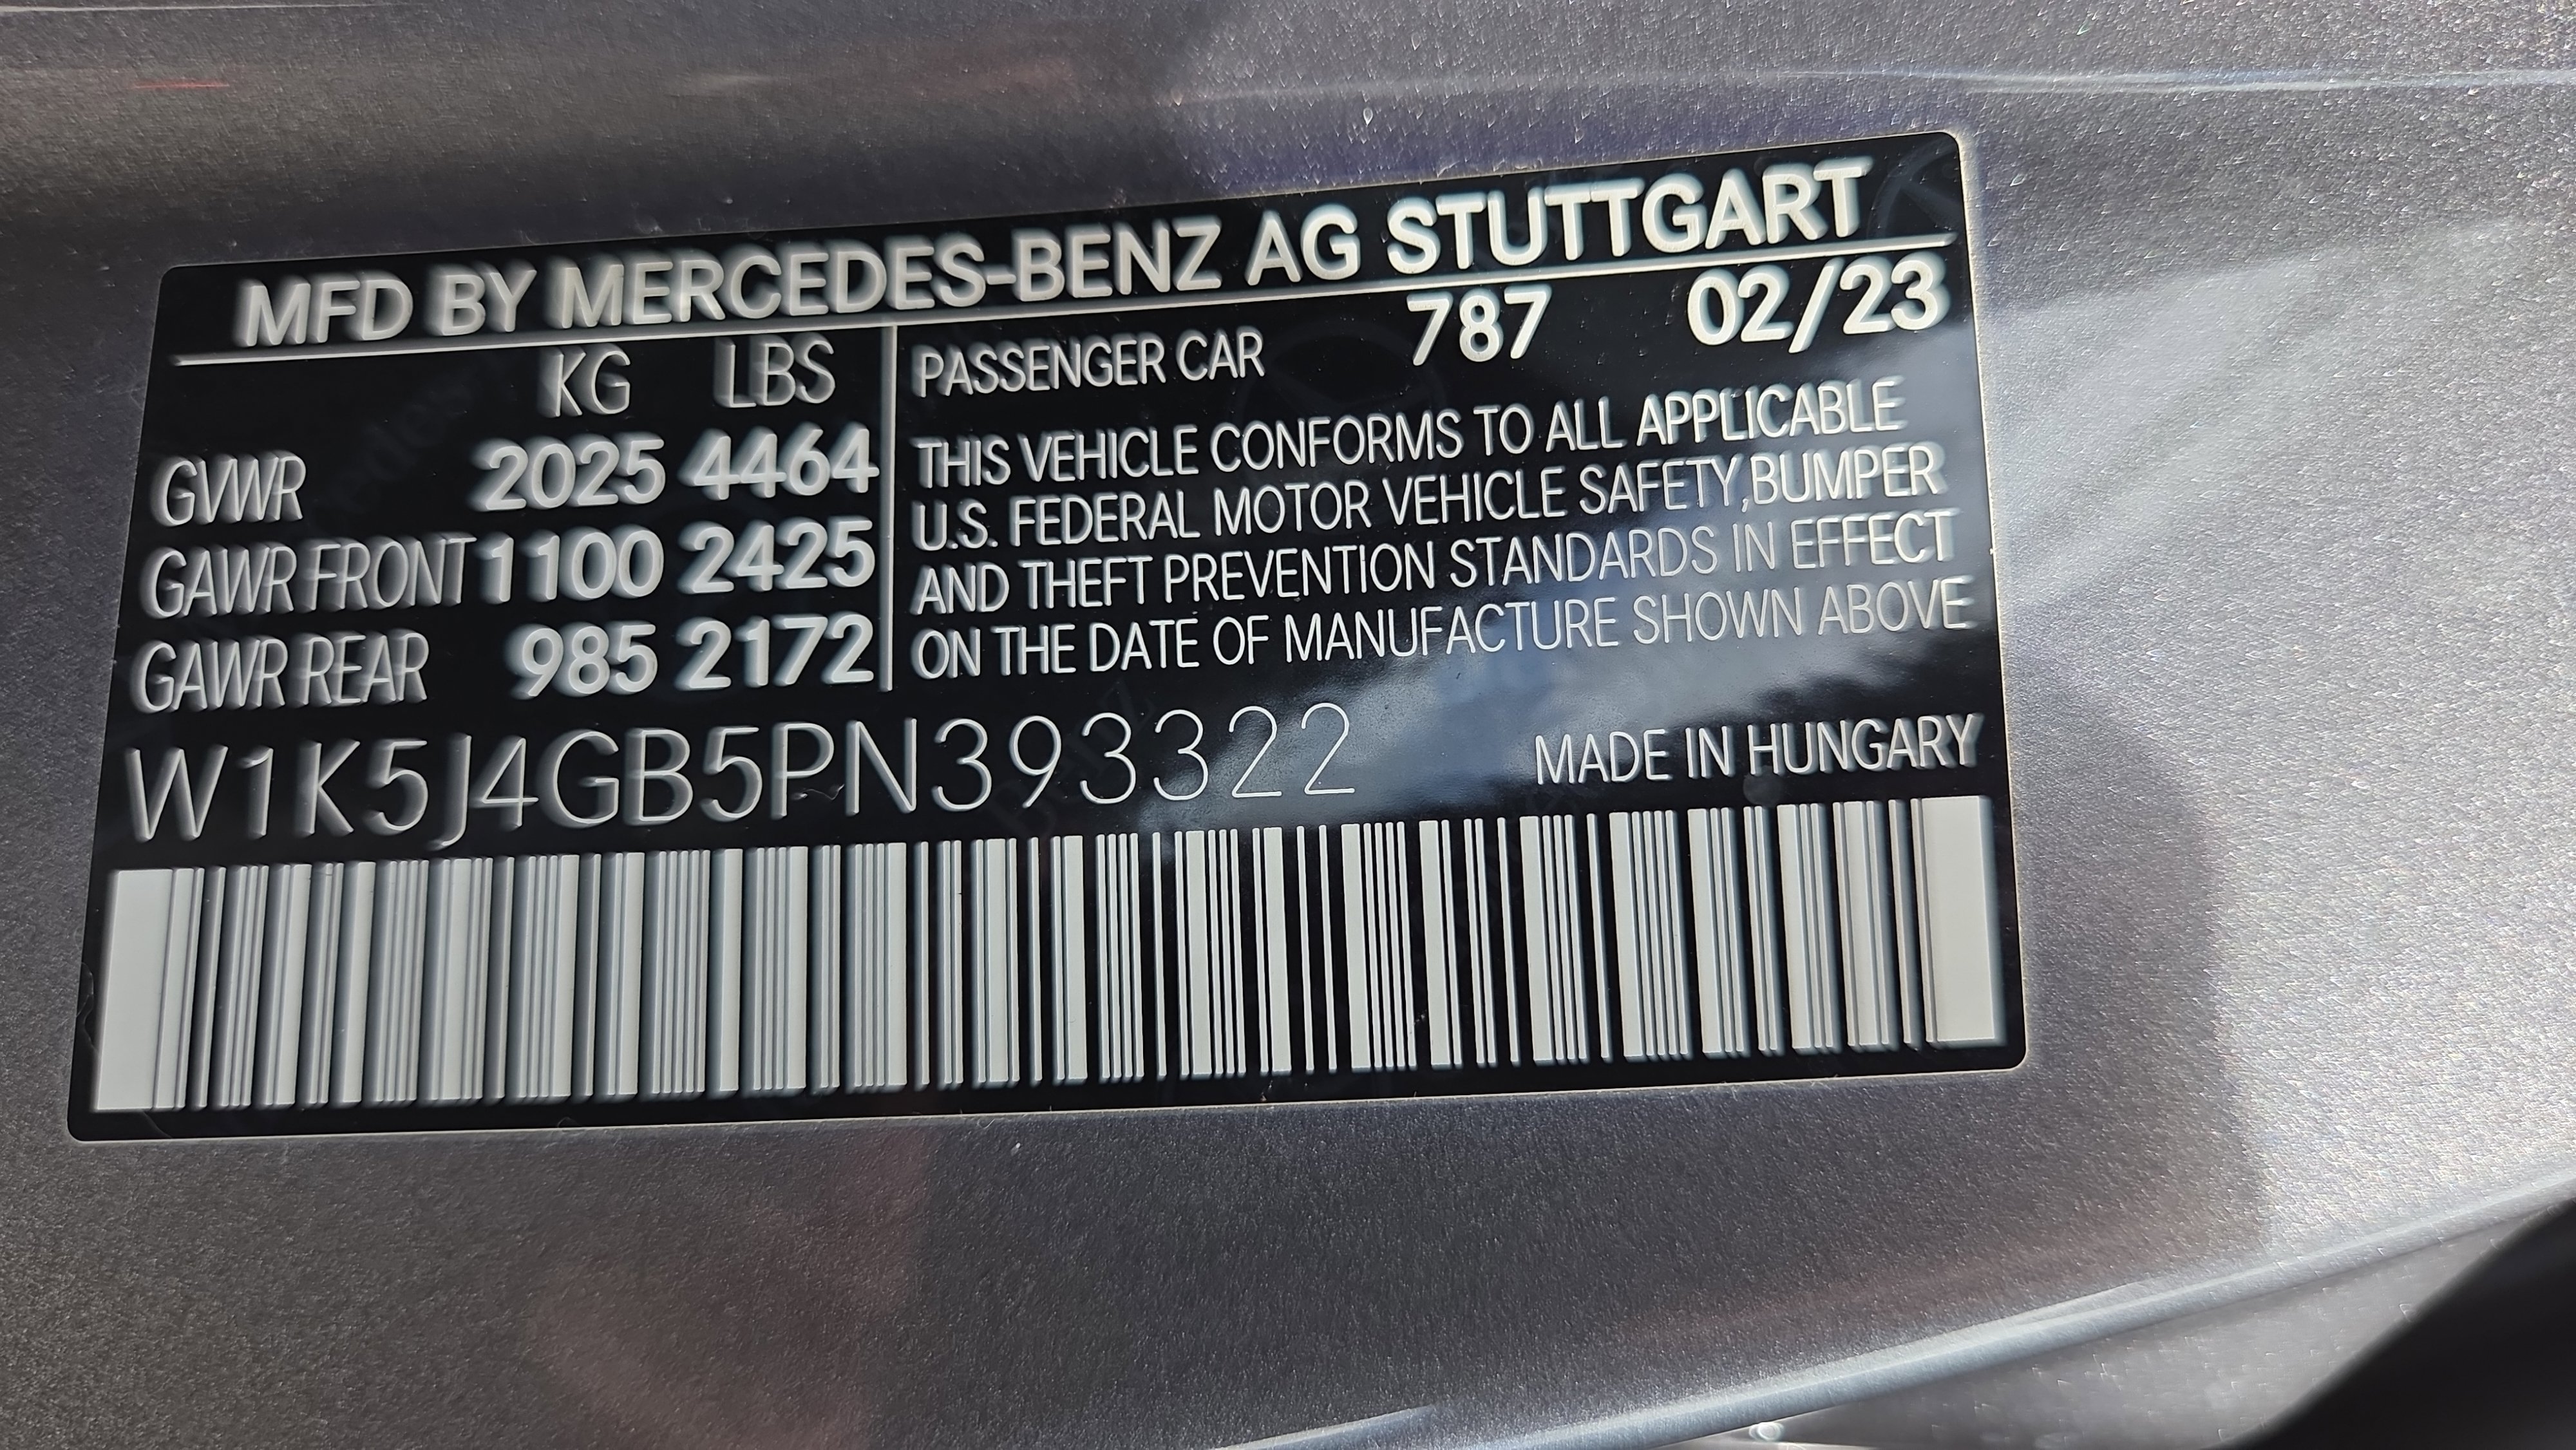 MFD BY MERCEDES-BENZ AG STUTTGART
KG LBS
GVWR 2025 4464
GAWR FRONT 1100 2425
GAWR REAR 985 2172
PASSENGER CAR 787 02/23
THIS VEHICLE CONFORMS TO ALL APPLICABLE
U.S. FEDERAL MOTOR VEHICLE SAFETY,BUMPER
AND THEFT PREVENTION STANDARDS IN EFFECT
ON THE DATE OF MANUFACTURE SHOWN ABOVE
W1K5J4GB5PN393322
MADE IN HUNGARY